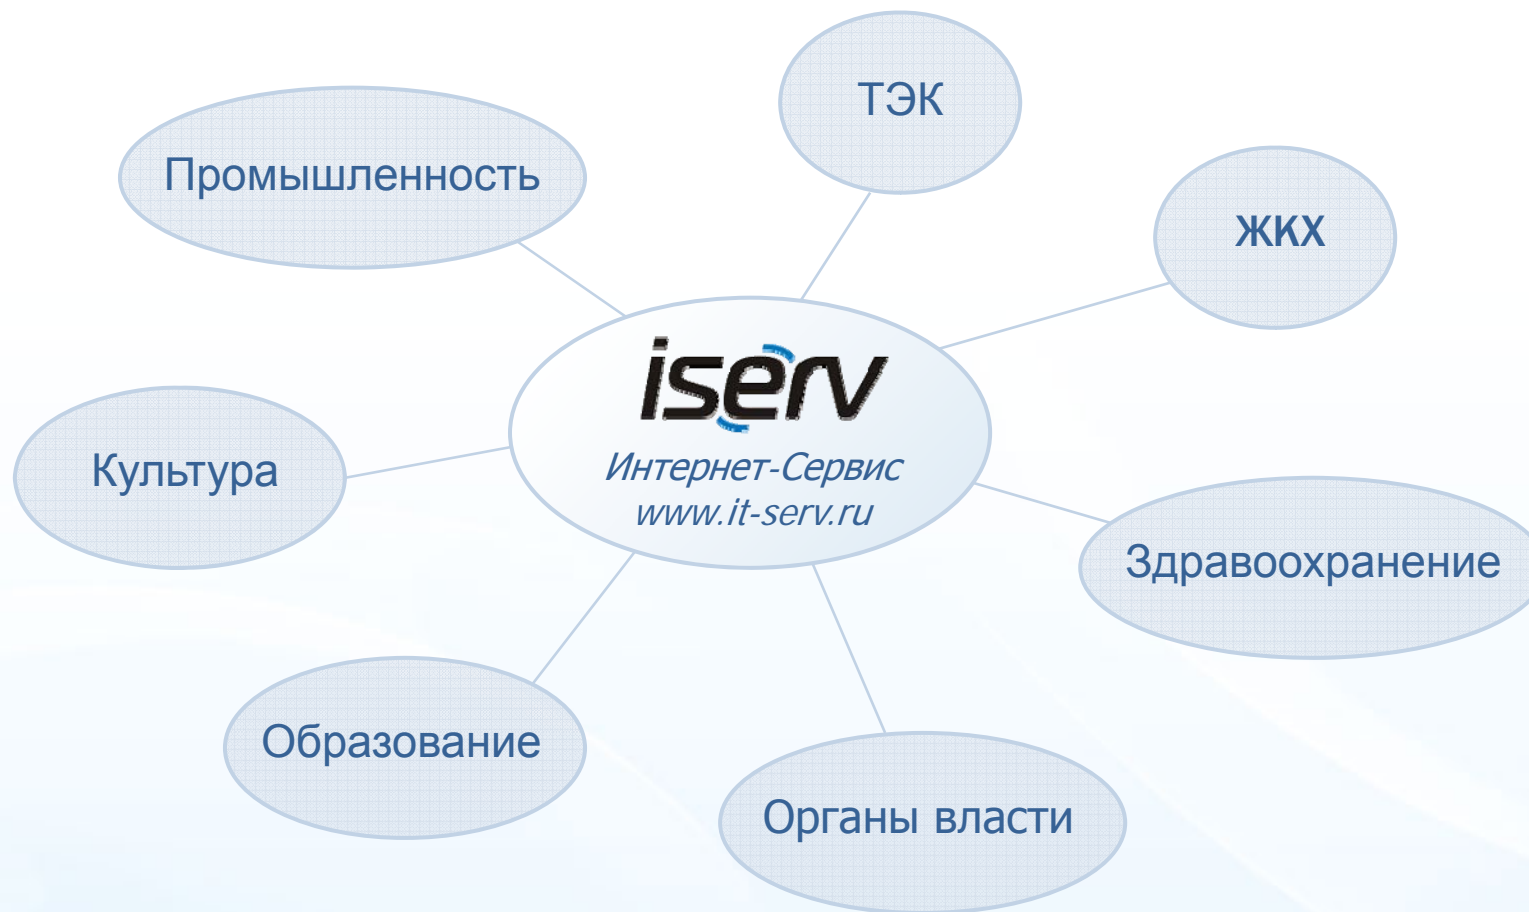 ТЭК
Промышленность
ЖКХ
iserv
Интернет-Сервис
www.it-serv.ru
Культура
Здравоохранение
Образование
Органы власти